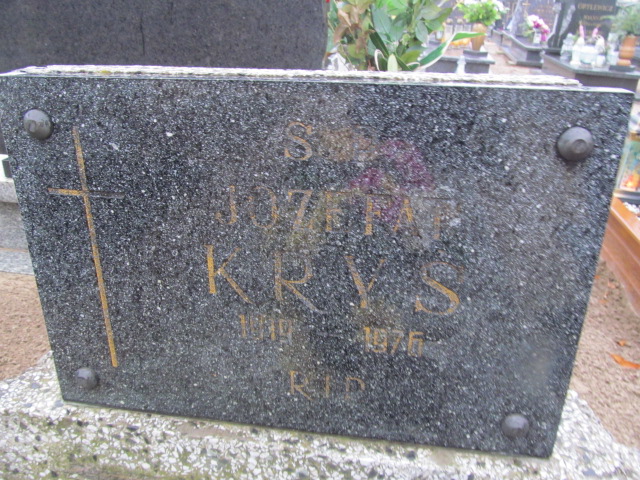 JÓZEFAT
KRYS
1976
R I P